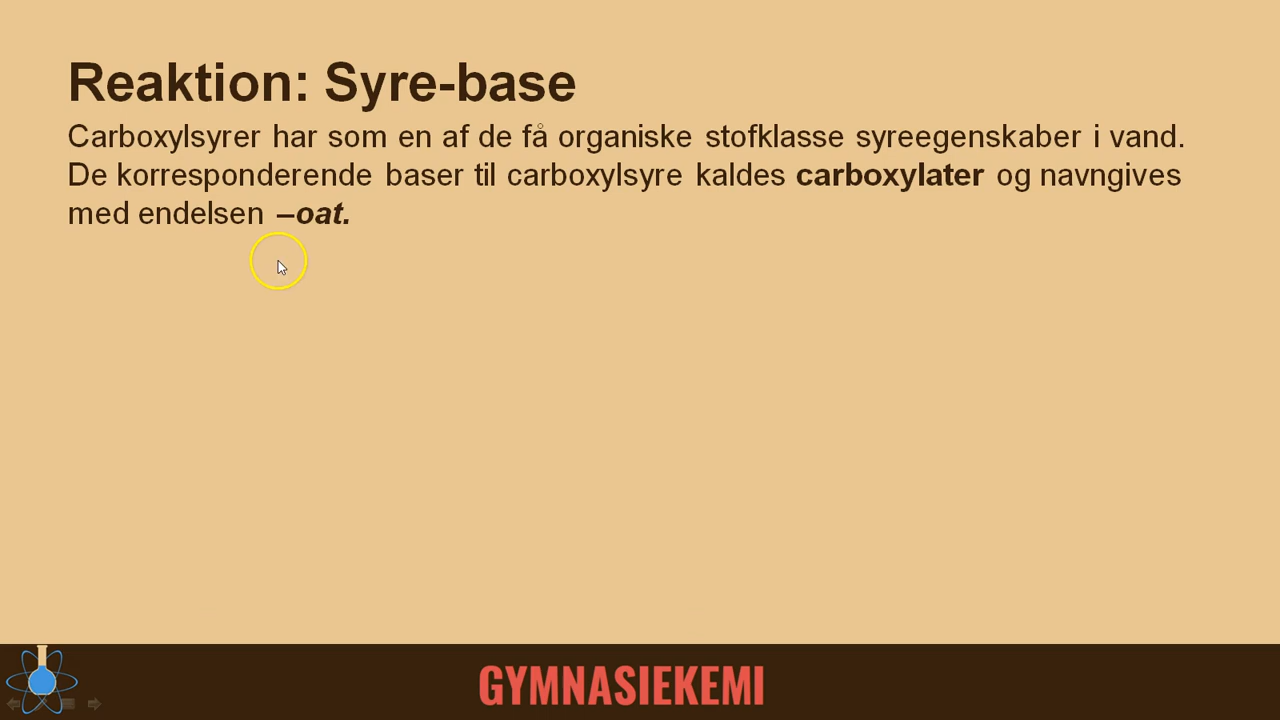 Reaktion: Syre-base
Carboxylsyrer har som en af de få organiske stofklasse syreegenskaber i vand.
De korresponderende baser til carboxylsyre kaldes carboxylater og navngives
med endelsen –oat.
GYMNASIEKEMI